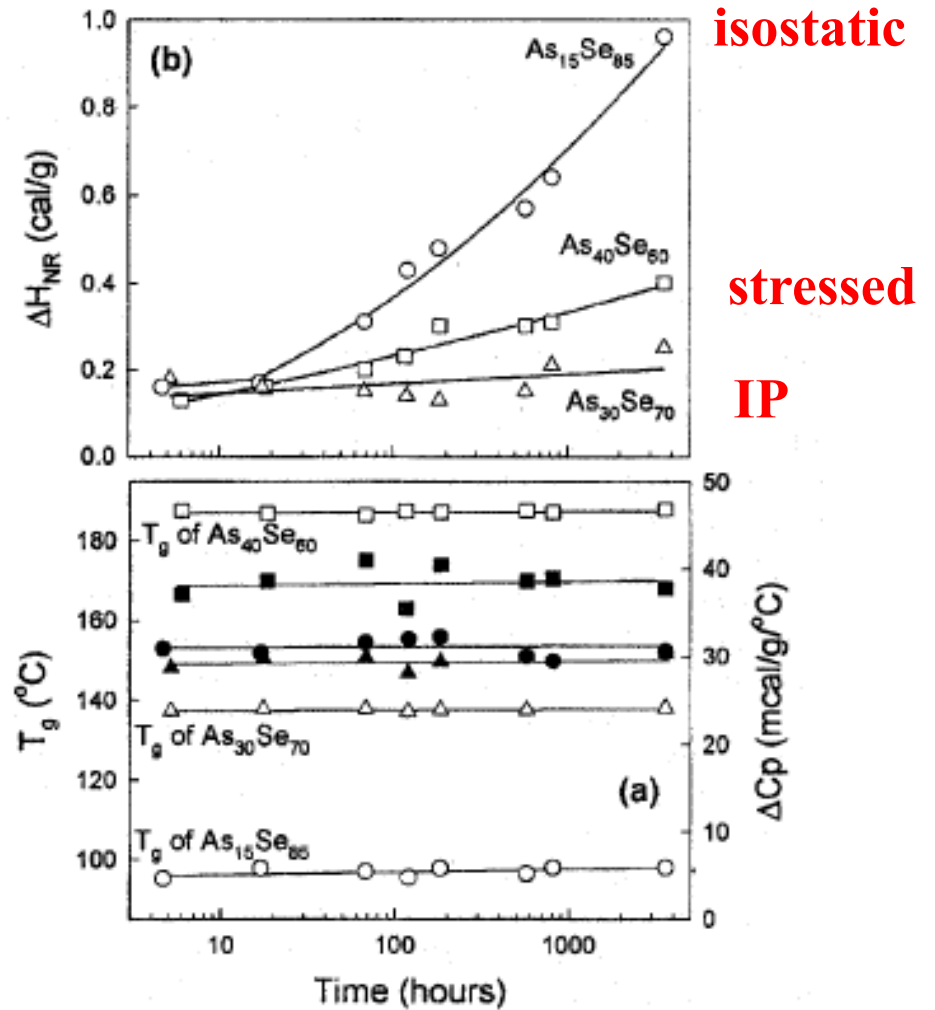 isostatic
(b)
As15Se85
As40Se60
stressed
IP
As30Se70
ΔHNR (cal/g)
1.0
0.8
0.6
0.4
0.2
0.0
Tg of As40Se60
Tg of As30Se70
(a)
Tg of As15Se85
Tg (ºC)
180
160
140
120
100
50
40
30
20
10
0
ΔCp (mcal/g/ºC)
10
100
1000
Time (hours)